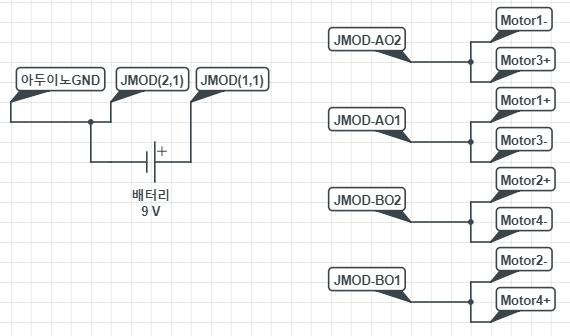 아두이노GND
JMOD(2,1)
JMOD(1,1)
+
배터리
9 V
JMOD-AO2
Motor1-
Motor3+
JMOD-AO1
Motor1+
Motor3-
JMOD-BO2
Motor2+
Motor4-
JMOD-BO1
Motor2-
Motor4+